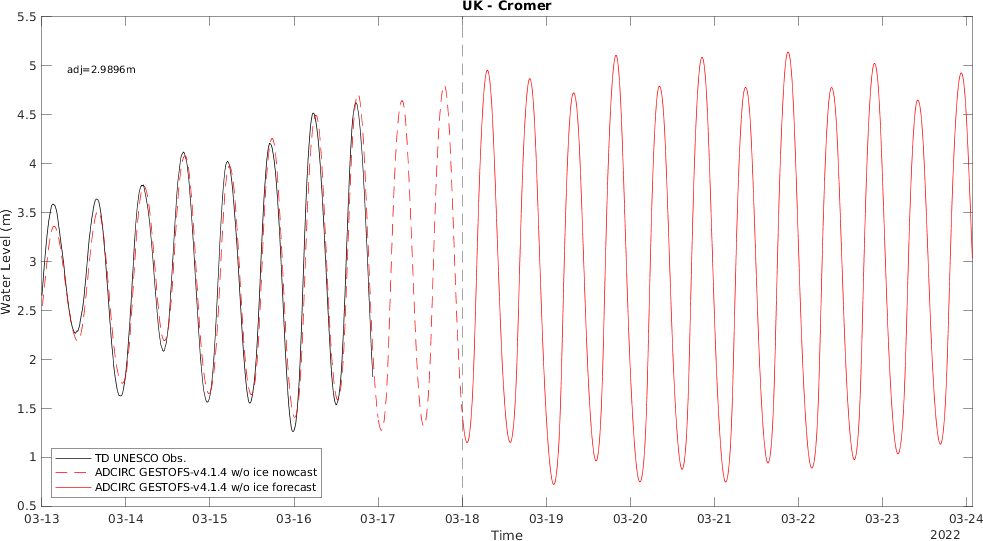 UK - Cromer
adj=2.9896m
5.5
5
4.5
4
3.5
3
2.5
2
1.5
1
0.5
Water Level (m)
TD UNESCO Obs.
ADCIRC GESTOFS-v4.1.4 w/o ice nowcast
ADCIRC GESTOFS-v4.1.4 w/o ice forecast
03-13 03-14 03-15 03-16 03-17 03-18 03-19 03-20 03-21 03-22 03-23 03-24
Time
2022